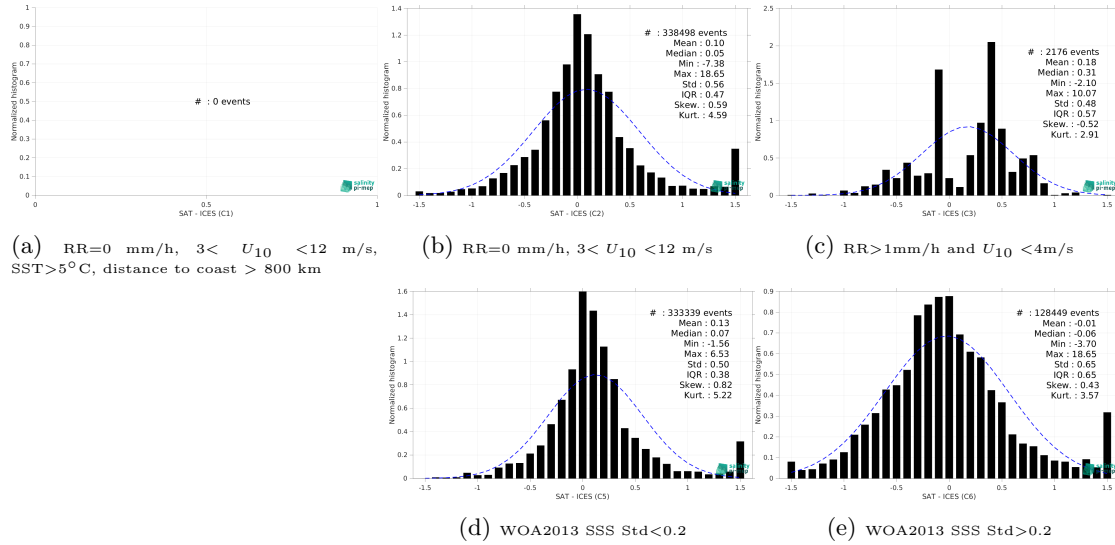 1
0.9
0.8
0.7
0.6
0.5
0.4
0.3
0.2
0.1
0
Normalized histogram
# : 0 events
salinity
pi-mep
0
0.5
1
SAT - ICES (C1)
(a) RR=0 mm/h, 3< U10 <12 m/s,
SST>5°C, distance to coast > 800 km
1.4
1.2
1
0.8
0.6
0.4
0.2
0
Normalized histogram
# : 338498 events
Mean : 0.10
Median : 0.05
Min : -7.38
Max : 18.65
Std : 0.56
IQR : 0.47
Skew. : 0.59
Kurt. : 4.59
salinity
-1.5
-1
-0.5
0
0.5
1
1.5
SAT - ICES (C2)
(b) RR=0 mm/h, 3< U10 <12 m/s
2.5
2
1.5
1
0.5
0
Normalized histogram
# : 2176 events
Mean : 0.18
Median : 0.31
Min : -2.10
Max : 10.07
Std : 0.48
IQR : 0.57
Skew. : -0.52
Kurt. : 2.91
salinity
pi-mep
-1.5
-1
-0.5
0
0.5
1
1.5
SAT - ICES (C3)
(c) RR>1mm/h and U10 <4m/s
1.6
1.4
1.2
1
0.8
0.6
0.4
0.2
0
Normalized histogram
# : 333339 events
Mean : 0.13
Median : 0.07
Min : -1.56
Max : 6.53
Std : 0.50
IQR : 0.38
Skew. : 0.82
Kurt. : 5.22
salinity
-1.5
-1
-0.5
0
0.5
1
1.5
SAT - ICES (C5)
(d) WOA2013 SSS Std<0.2
0.9
0.8
0.7
0.6
0.5
0.4
0.3
0.2
0.1
0
Normalized histogram
# : 128449 events
Mean : -0.01
Median : -0.06
Min : -3.70
Max : 18.65
Std : 0.65
IQR : 0.65
Skew. : 0.43
Kurt. : 3.57
-1.5
-1
-0.5
0
0.5
1
1.5
SAT - ICES (C6)
(e) WOA2013 SSS Std>0.2